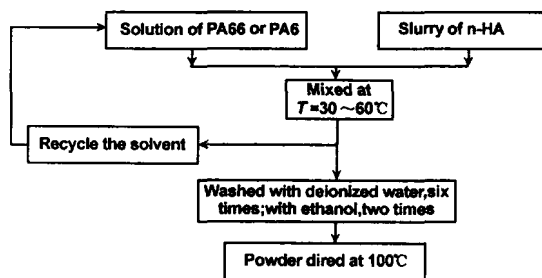 Solution of PA66 or PA6
Slurry of n-HA
Mixed at
T=30～60℃
Recycle the solvent
Washed with deionized water,six
times;with ethanol,two times
Powder dired at 100℃